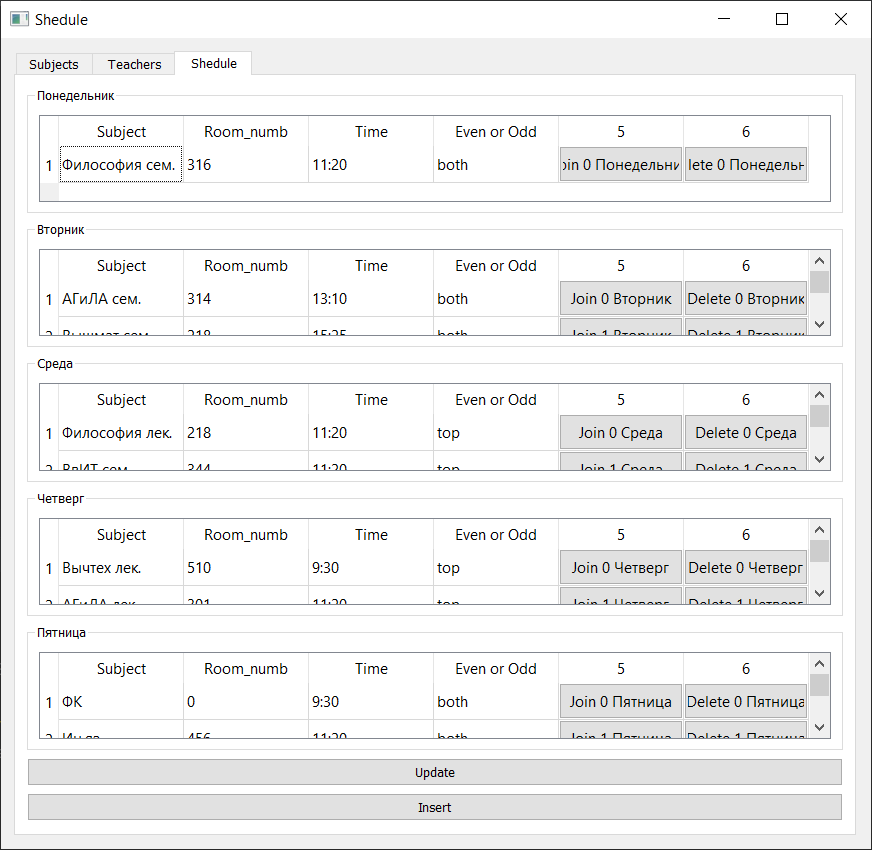 Shedule
Subjects Teachers Shedule
Понедельник
Subject Room_numb Time Even or Odd 5 6
1 Философия сем. 316 11:20 both oin 0 Понедельни lete 0 Понедельн
Вторник
Subject Room_numb Time Even or Odd 5 6
1 АГиЛА сем. 314 13:10 both Join 0 Вторник Delete 0 Вторник
2 Вышмат сем. 218 15:25 both Join 1 Вторник Delete 1 Вторник
Среда
Subject Room_numb Time Even or Odd 5 6
1 Философия лек. 218 11:20 top Join 0 Среда Delete 0 Среда
2 ВвИТ сем. 344 11:20 top Join 1 Среда Delete 1 Среда
Четверг
Subject Room_numb Time Even or Odd 5 6
1 Вычтех лек. 510 9:30 top Join 0 Четверг Delete 0 Четверг
2 АГиЛА лек. 11:20 top Join 1 Четверг Delete 1 Четверг
Пятница
Subject Room_numb Time Even or Odd 5 6
1 ФК 0 9:30 both Join 0 Пятница Delete 0 Пятница
2 Ин.яз. 456 11:20 both Join 1 Пятница Delete 1 Пятница
Update
Insert